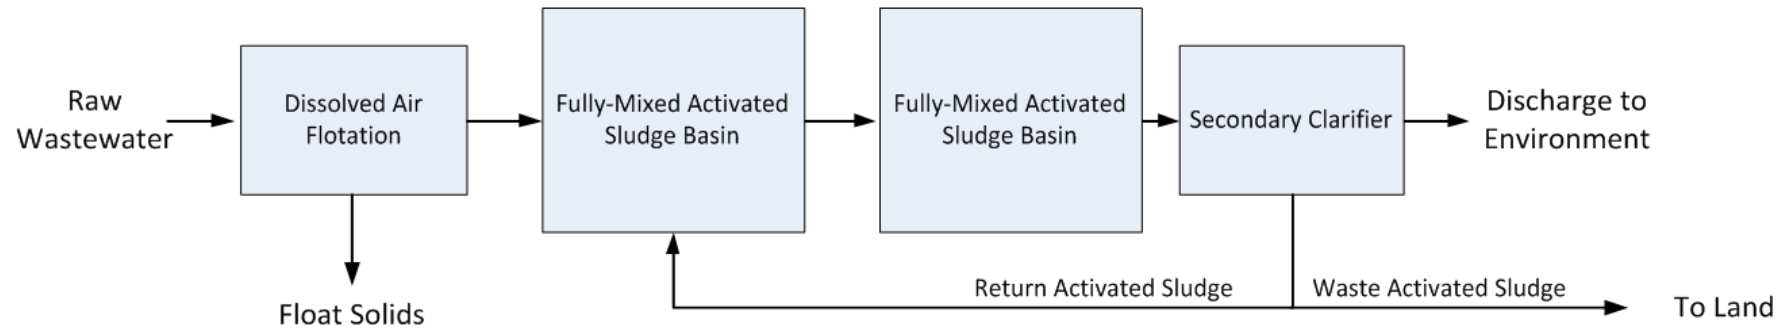 Raw
Wastewater
Dissolved Air
Flotation
Float Solids
Fully-Mixed Activated
Sludge Basin
Fully-Mixed Activated
Sludge Basin
Secondary Clarifier
Discharge to
Environment
Return Activated Sludge
Waste Activated Sludge
To Land